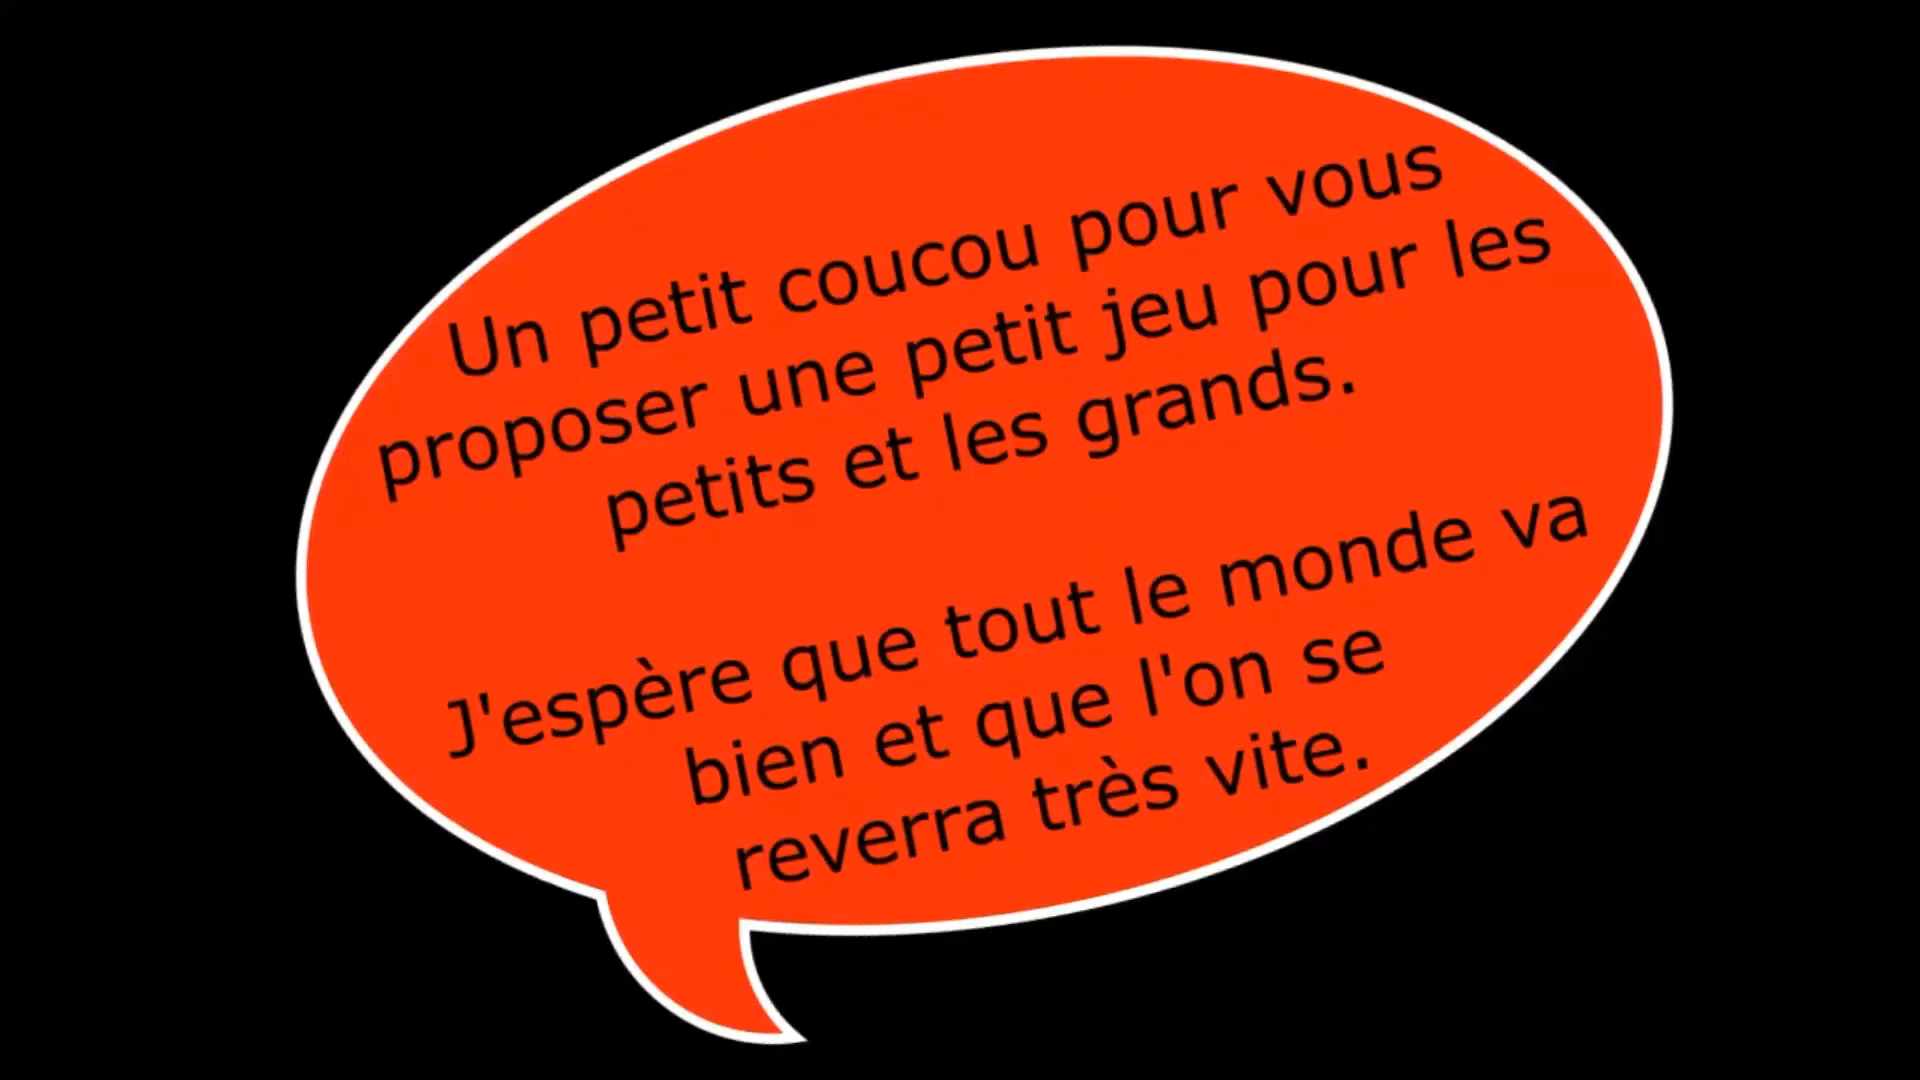 Un petit coucou pour vous
proposer une petit jeu pour les
petits et les grands.
J'espère que tout le monde va
bien et que l'on se
reverra très vite.